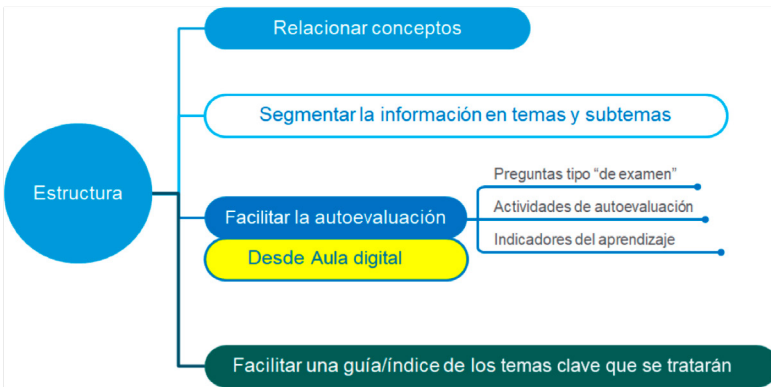 Relacionar conceptos
Segmentar la información en temas y subtemas
Estructura
Facilitar la autoevaluación
Desde Aula digital
Preguntas tipo “de examen”
Actividades de autoevaluación
Indicadores del aprendizaje
Facilitar una guía/índice de los temas clave que se tratarán